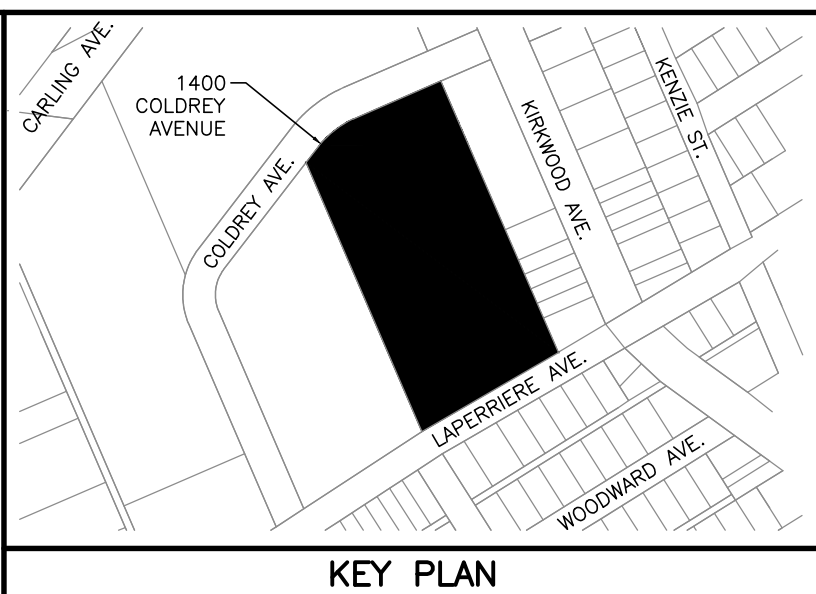 CARLING AVE.
1400
COLDREY
AVENUE
KENZIE ST.
KIRKWOOD AVE.
COLDREY AVE.
LAPERRIERE AVE.
WOODWARD AVE.
KEY PLAN